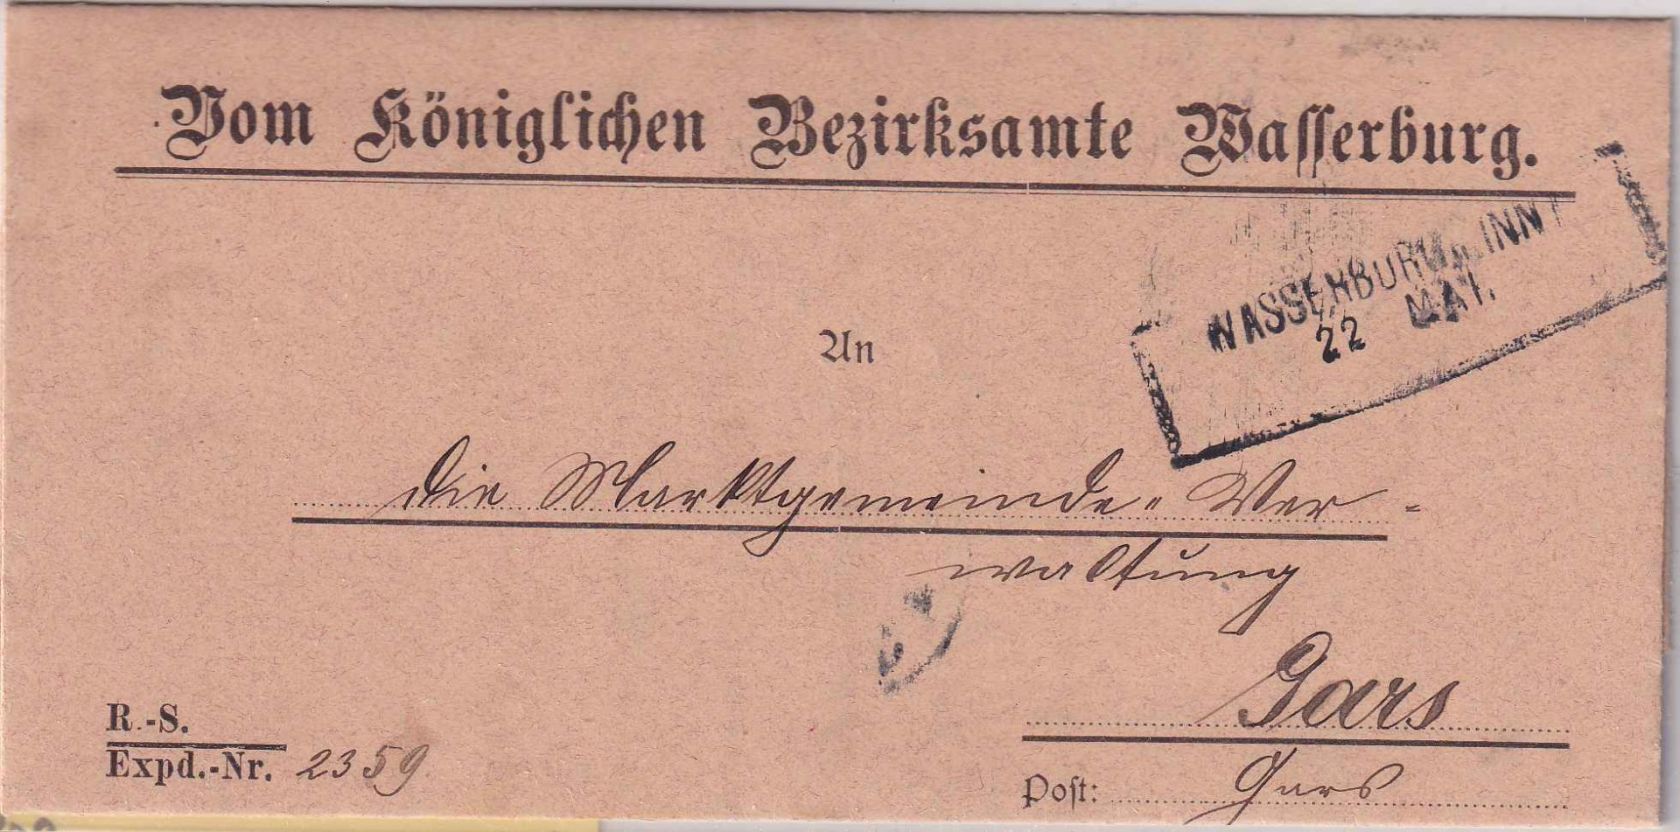 Vom Königlichen Bezirksamte Wasserburg.
WASSERBURG INN
22 MAI.
An
die Marktgemeinde-Ver-
waltung
Gars
R.-S.
Expd.-Nr. 2359
Post: Gars